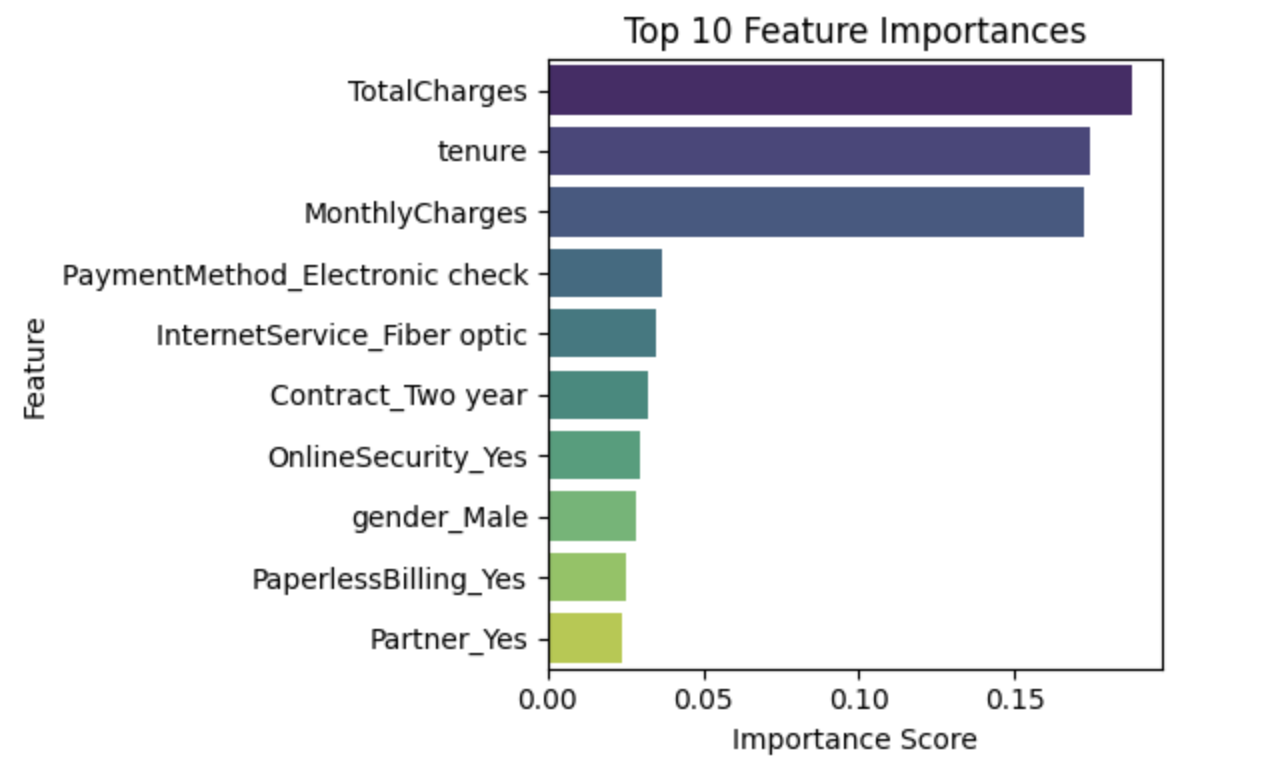 Top 10 Feature Importances
TotalCharges
tenure
MonthlyCharges
PaymentMethod_Electronic check
InternetService_Fiber optic
Contract_Two year
OnlineSecurity_Yes
gender_Male
PaperlessBilling_Yes
Partner_Yes
Feature
0.00 0.05 0.10 0.15
Importance Score